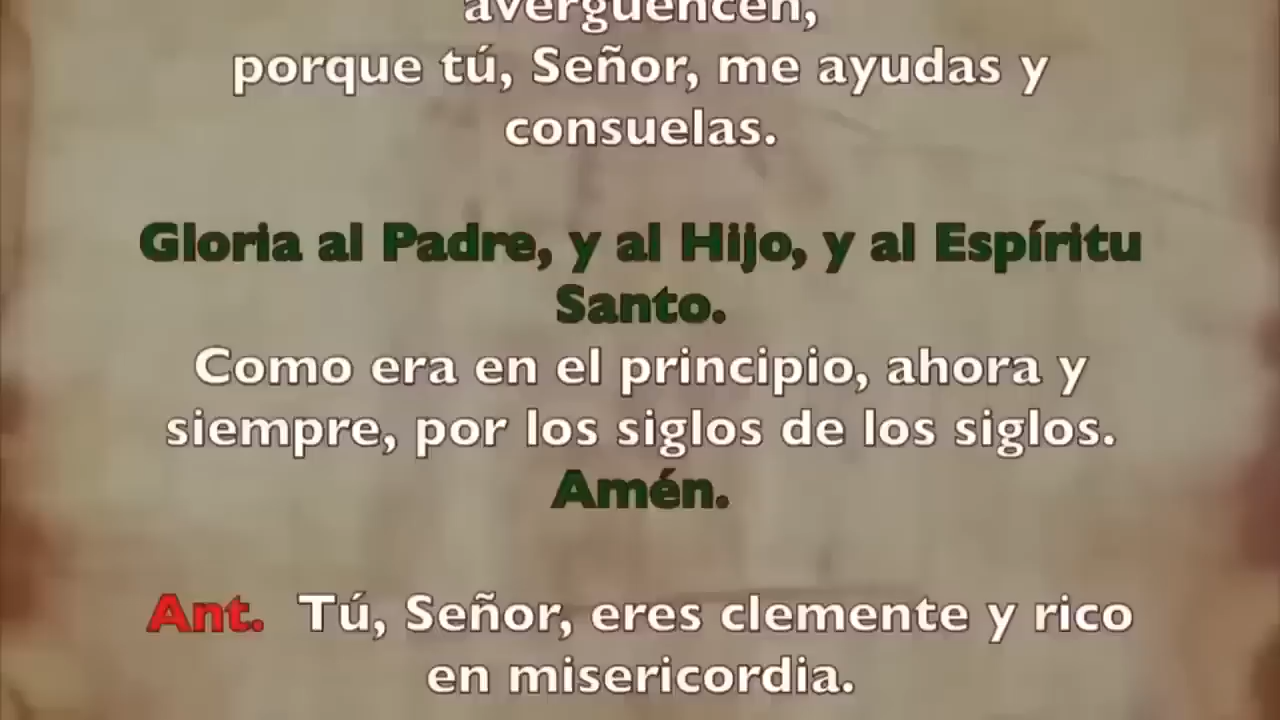 avergüencen,
porque tú, Señor, me ayudas y
consuelas.
Gloria al Padre, y al Hijo, y al Espíritu
Santo.
Como era en el principio, ahora y
siempre, por los siglos de los siglos.
Amén.
Ant. Tú, Señor, eres clemente y rico
en misericordia.